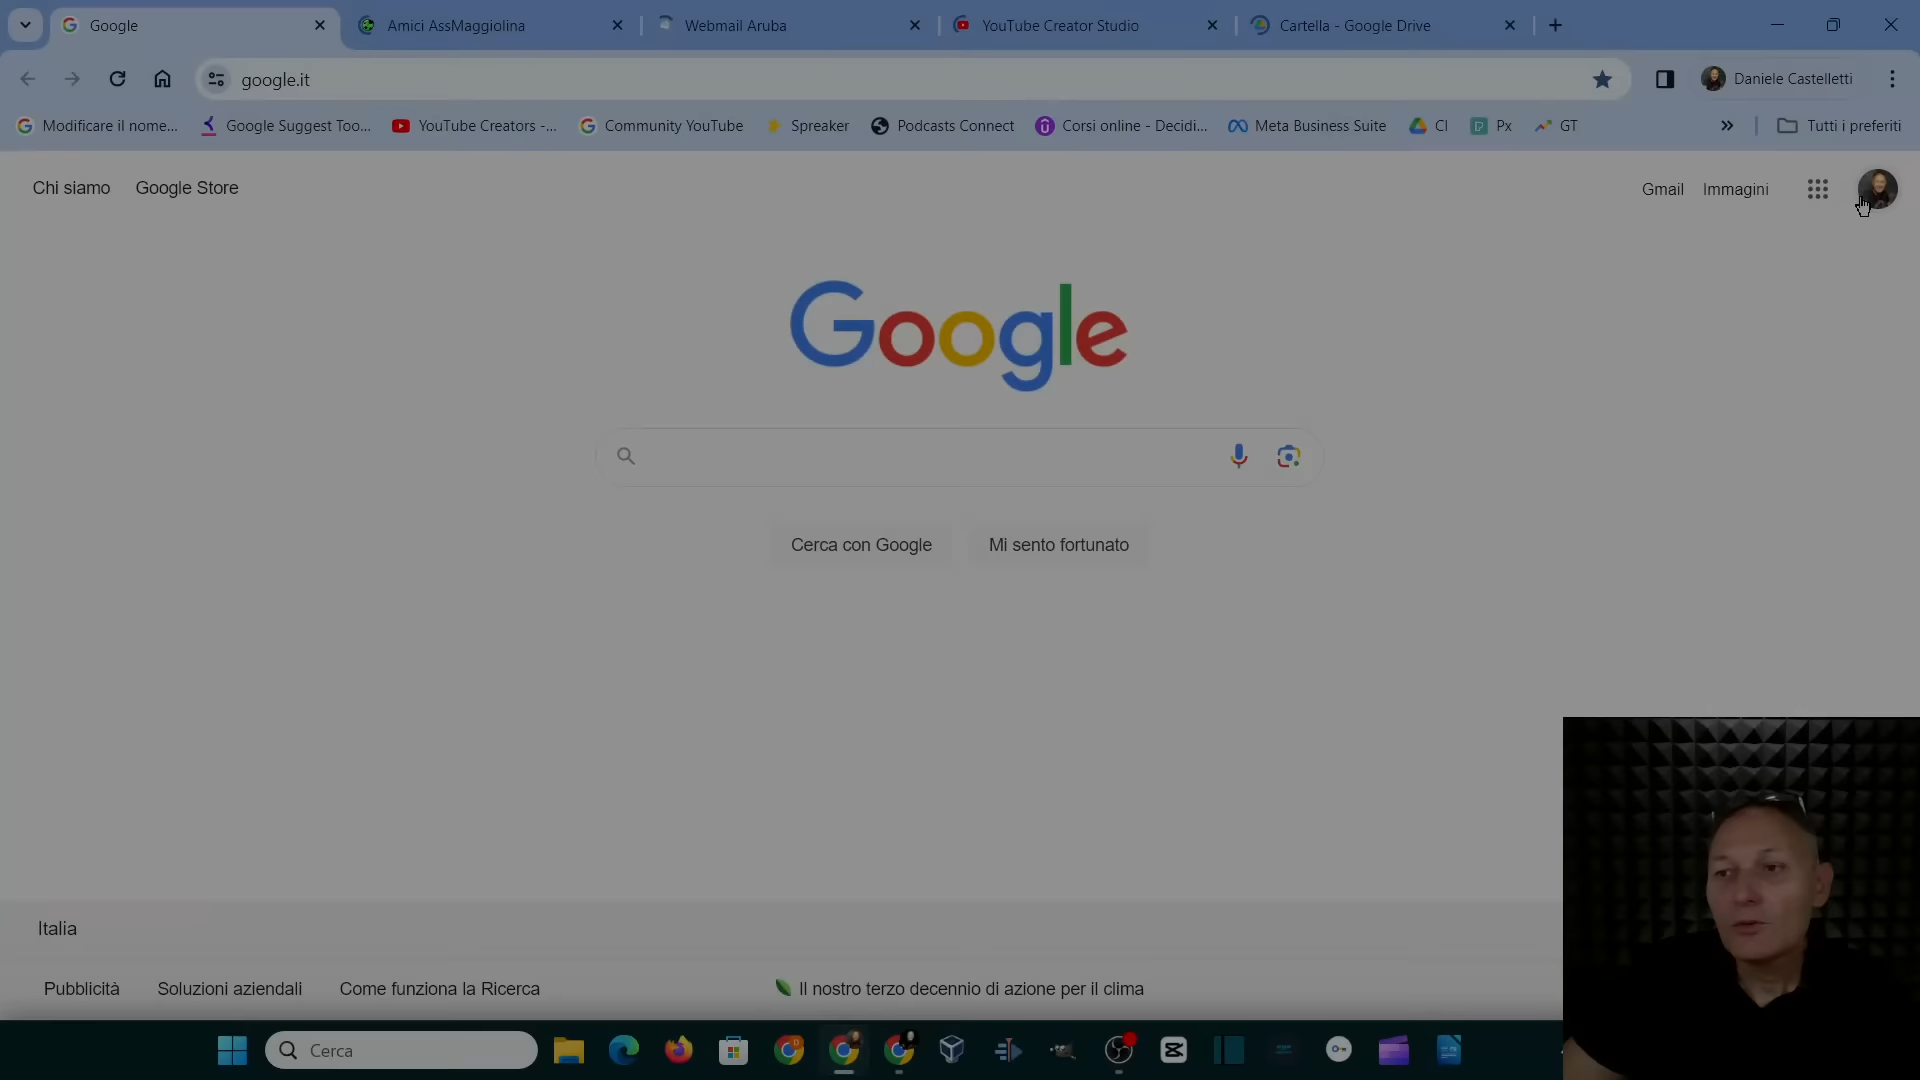 Google
Amici AssMaggiolina
Webmail Aruba
YouTube Creator Studio
Cartella - Google Drive
google.it
Daniele Castelletti
Modificare il nome...
Google Suggest Too...
YouTube Creators -...
Community YouTube
Spreaker
Podcasts Connect
Corsi online - Decidi...
Meta Business Suite
CI
Px
GT
Tutti i preferiti
Chi siamo
Google Store
Gmail
Immagini
Google
Cerca con Google
Mi sento fortunato
Italia
Pubblicità
Soluzioni aziendali
Come funziona la Ricerca
Il nostro terzo decennio di azione per il clima
Cerca